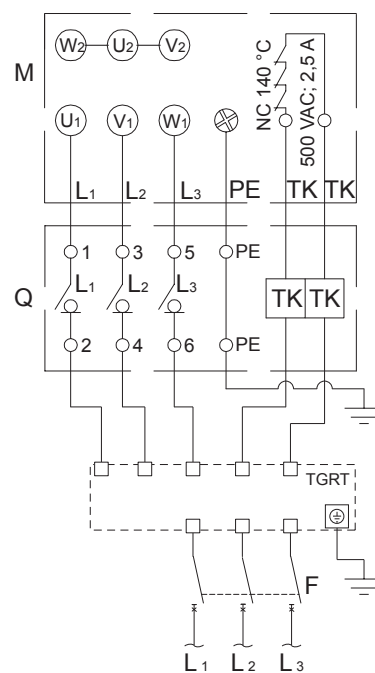 W2 U2 V2
M
NC 140 °C
500 VAC; 2,5 A
U1 V1 W1
L1 L2 L3 PE TK TK
1 3 5 PE
Q L1 L2 L3 TK TK
2 4 6 PE
TGRT
F
L1 L2 L3